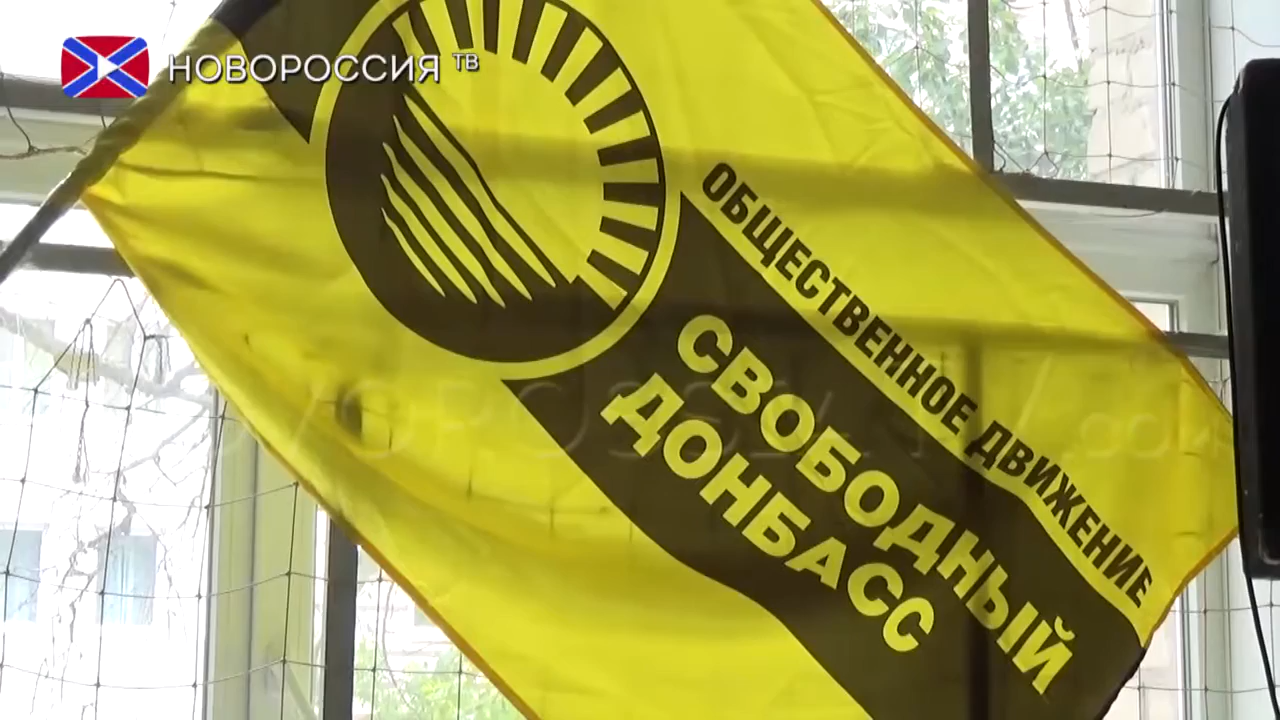 НОВОРОССИЯ ТВ
ОБЩЕСТВЕННОЕ ДВИЖЕНИЕ
СВОБОДНЫЙ
ДОНБАСС